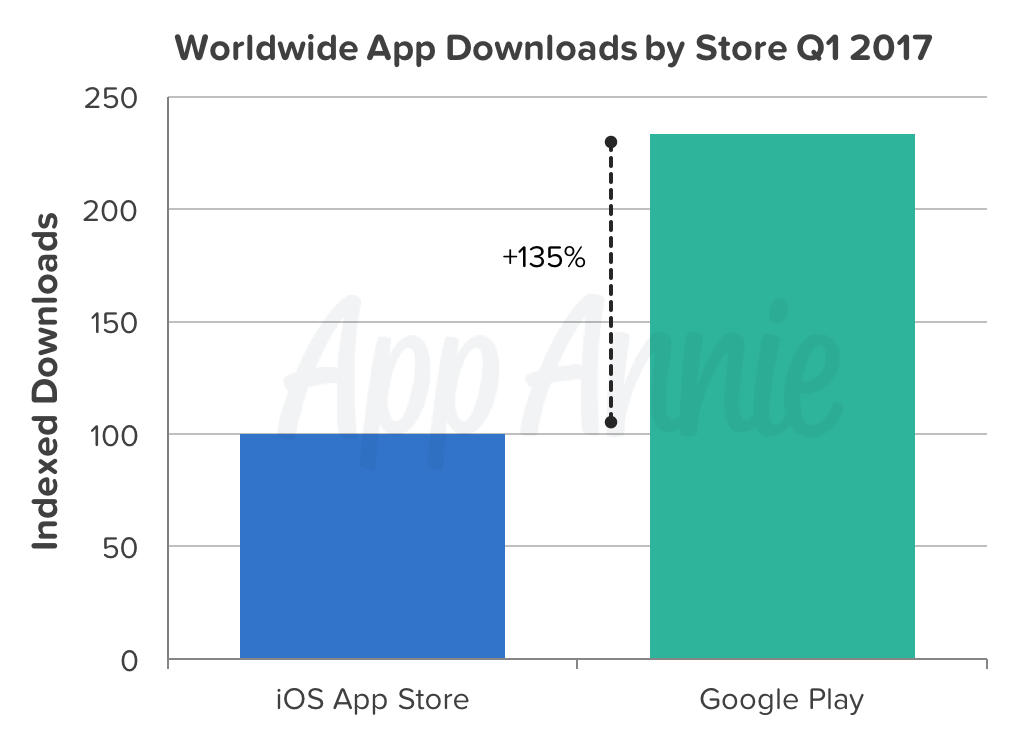 Worldwide App Downloads by Store Q1 2017
250
200
150
100
50
0
Indexed Downloads
+135%
App Annie
iOS App Store
Google Play